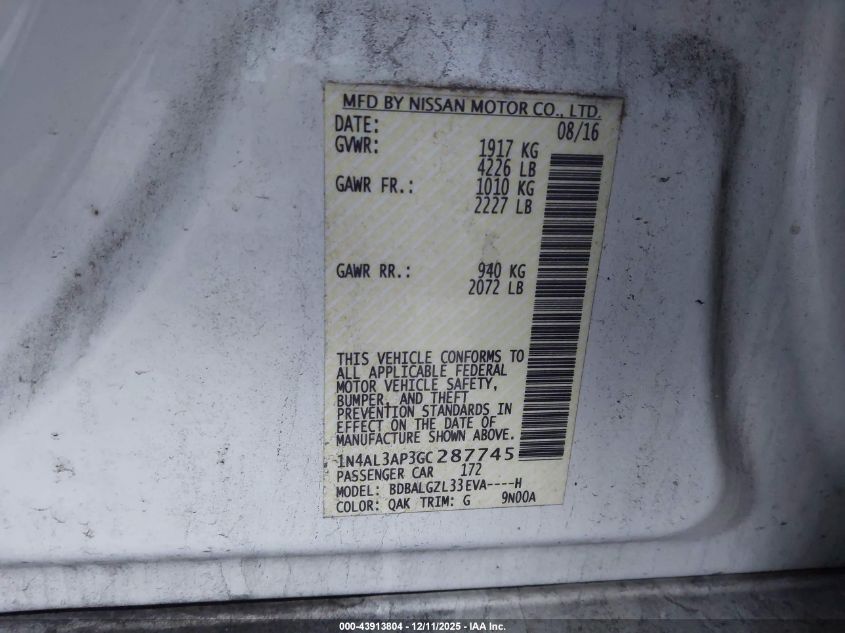 MFD BY NISSAN MOTOR CO., LTD.
DATE: 08/16
GVWR: 1917 KG
4226 LB
GAWR FR.: 1010 KG
2227 LB
GAWR RR.: 940 KG
2072 LB
THIS VEHICLE CONFORMS TO
ALL APPLICABLE FEDERAL
MOTOR VEHICLE SAFETY,
BUMPER, AND THEFT
PREVENTION STANDARDS IN
EFFECT ON THE DATE OF
MANUFACTURE SHOWN ABOVE.
1N4AL3AP3GC287745
PASSENGER CAR 172
MODEL: BDBALGZL33EVA----H
COLOR: QAK TRIM: G 9N00A
000-43913804 - 12/11/2025 - IAA Inc.